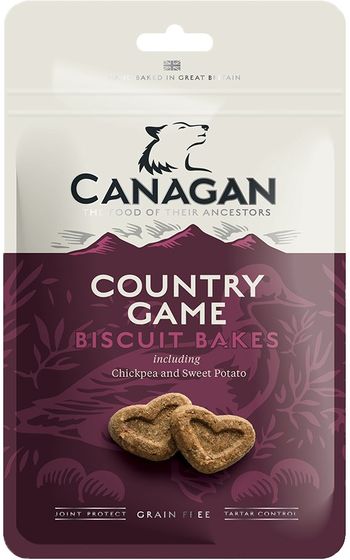 HAND BAKED IN GREAT BRITAIN
CANAGAN
THE FOOD OF THEIR ANCESTORS
COUNTRY
GAME
BISCUIT BAKES
including
Chickpea and Sweet Potato
JOINT PROTECT
GRAIN FREE
TARTAR CONTROL